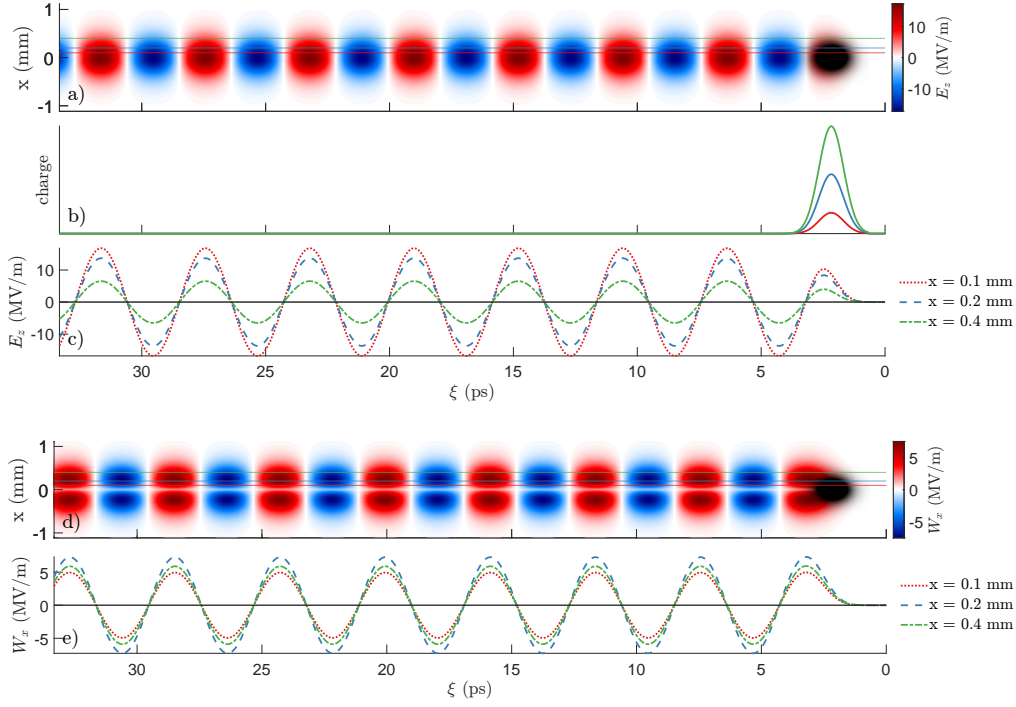 1
0
-1
x (mm)
a)
10
0
-10
E_z (MV/m)
charge
b)
10
0
-10
E_z (MV/m)
c)
x = 0.1 mm
x = 0.2 mm
x = 0.4 mm
30 25 20 15 10 5 0
ξ (ps)
1
0
-1
x (mm)
d)
5
0
-5
W_x (MV/m)
5
0
-5
W_x (MV/m)
e)
x = 0.1 mm
x = 0.2 mm
x = 0.4 mm
30 25 20 15 10 5 0
ξ (ps)